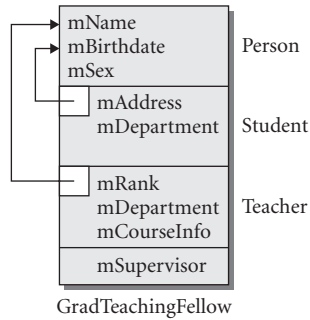 mName
mBirthdate
mSex
Person
mAddress
mDepartment
Student
mRank
mDepartment
mCourseInfo
Teacher
mSupervisor
GradTeachingFellow